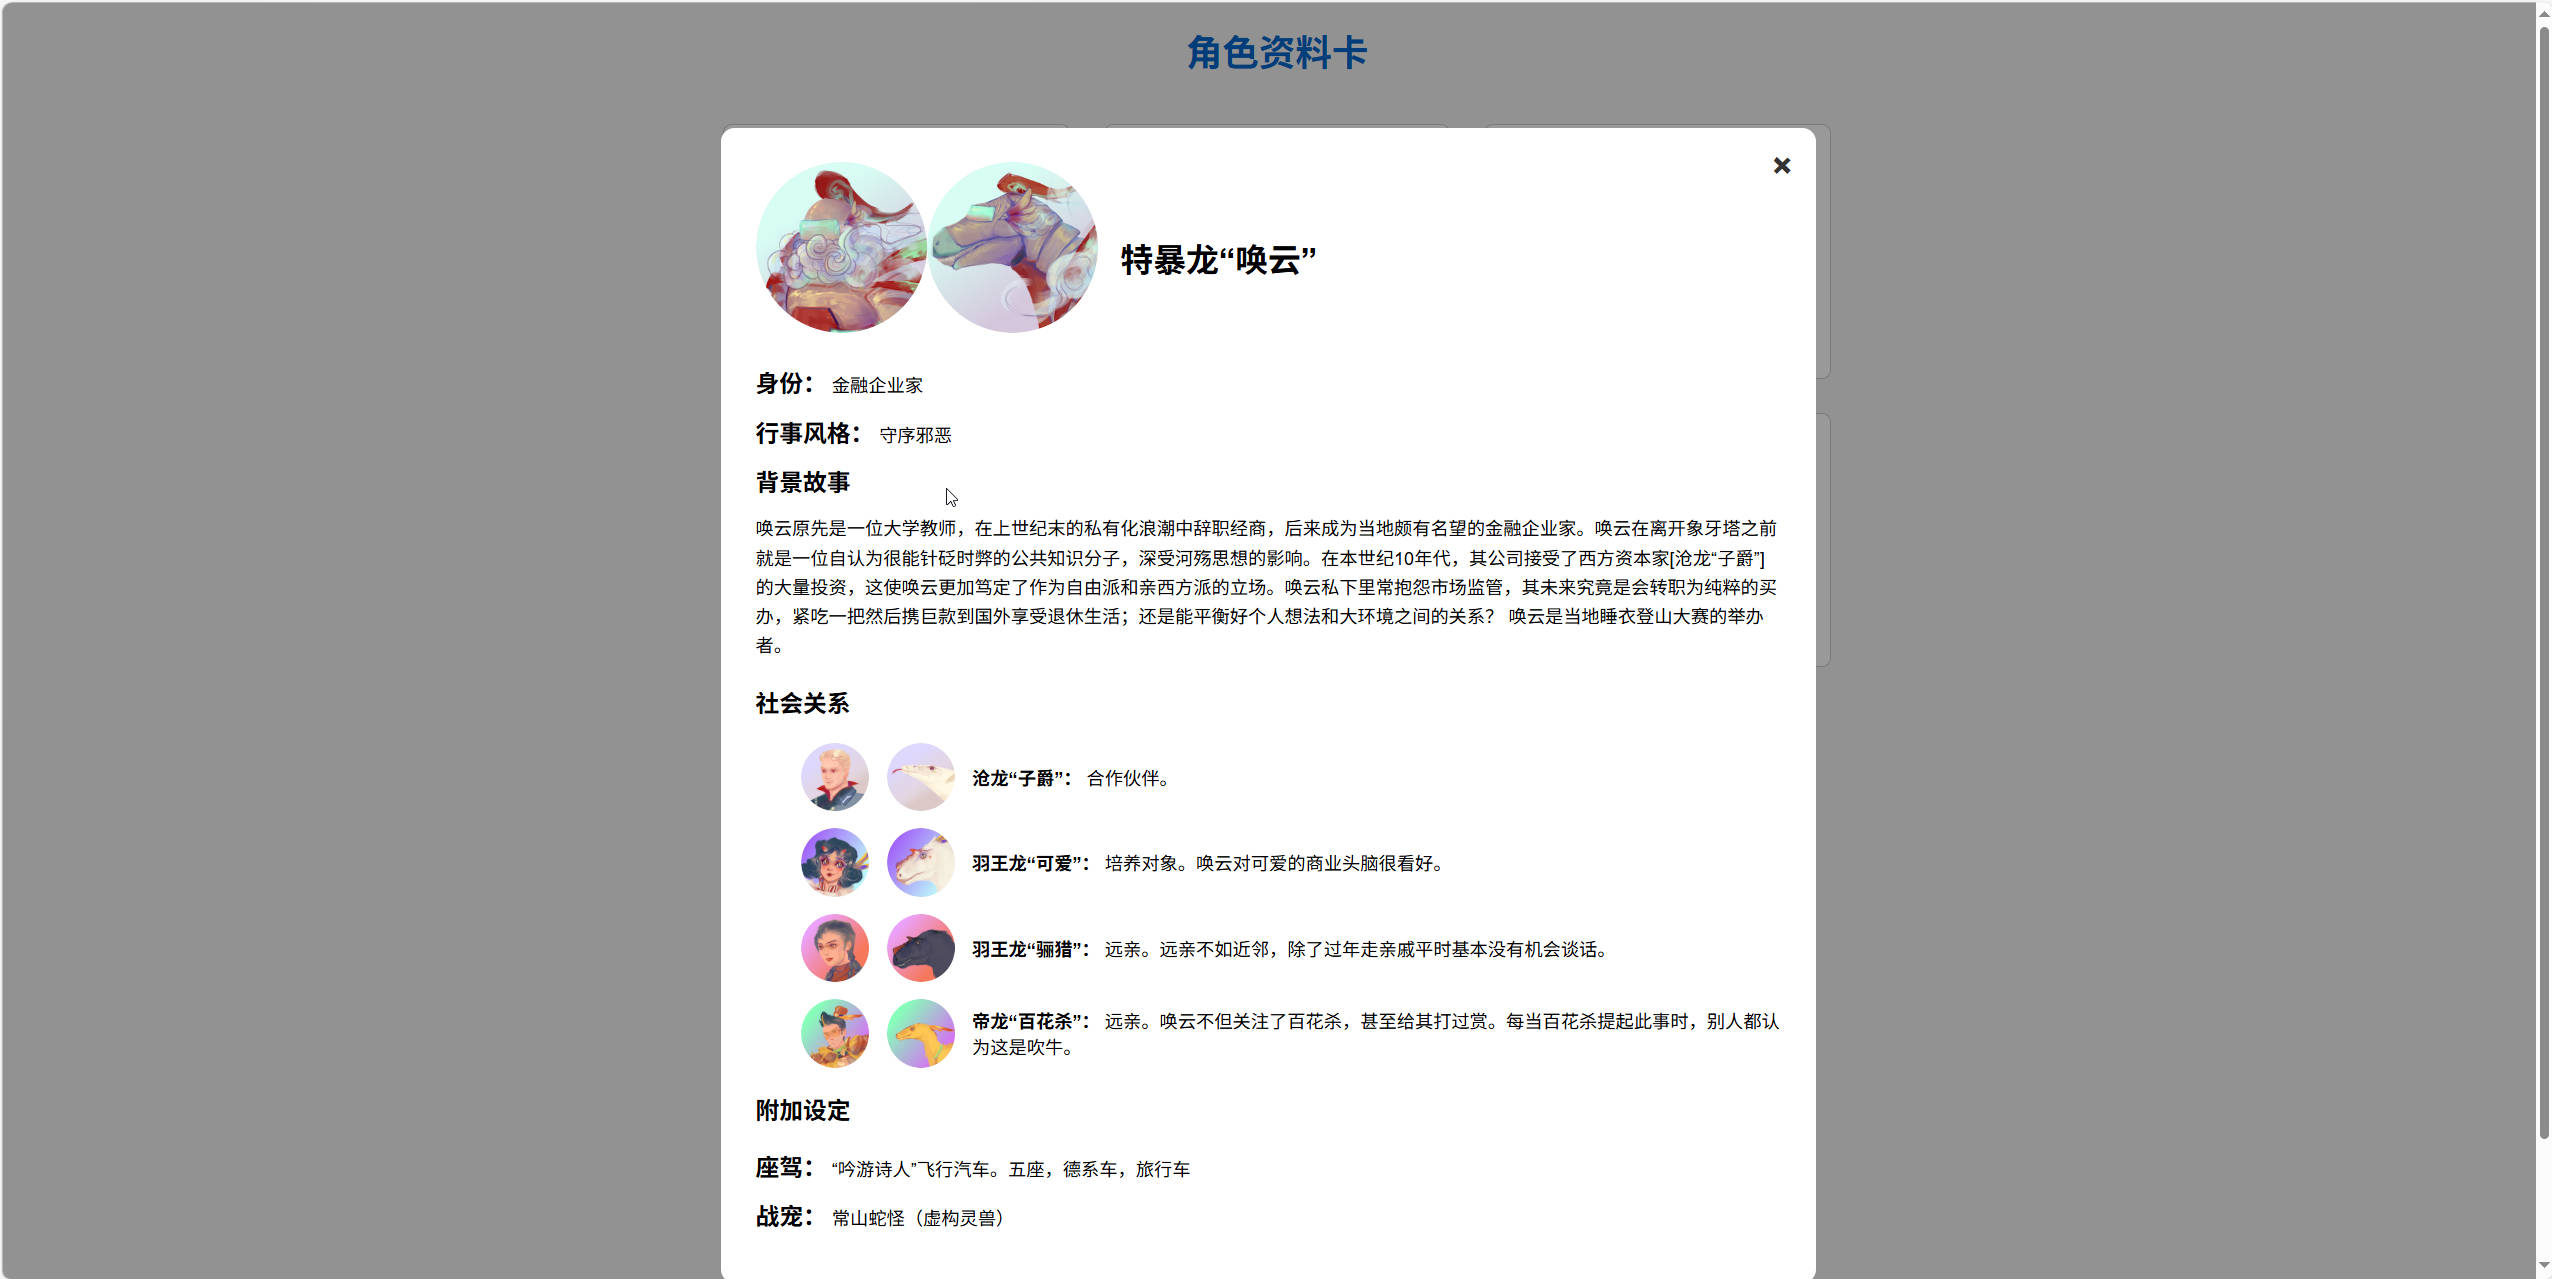 角色资料卡
特暴龙“唤云”
身份： 金融企业家
行事风格： 守序邪恶
背景故事
唤云原先是一位大学教师，在上世纪末的私有化浪潮中辞职经商，后来成为当地颇有名望的金融企业家。唤云在离开象牙塔之前
就是一位自认为很能针砭时弊的公共知识分子，深受河殇思想的影响。在本世纪10年代，其公司接受了西方资本家[沧龙“子爵”]
的大量投资，这使唤云更加笃定了作为自由派和亲西方派的立场。唤云私下里常抱怨市场监管，其未来究竟是会转职为纯粹的买
办，紧吃一把然后携巨款到国外享受退休生活；还是能平衡好个人想法和大环境之间的关系？ 唤云是当地睡衣登山大赛的举办
者。
社会关系
沧龙“子爵”： 合作伙伴。
羽王龙“可爱”： 培养对象。唤云对可爱的商业头脑很看好。
羽王龙“骊猎”： 远亲。远亲不如近邻，除了过年走亲戚平时基本没有机会谈话。
帝龙“百花杀”： 远亲。唤云不但关注了百花杀，甚至给其打过赏。每当百花杀提起此事时，别人都认
为这是吹牛。
附加设定
座驾： “吟游诗人”飞行汽车。五座，德系车，旅行车
战宠： 常山蛇怪（虚构灵兽）